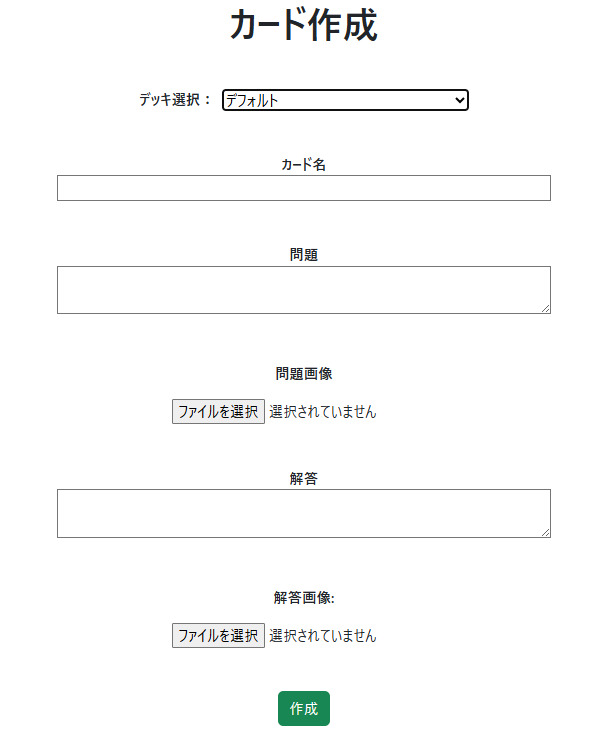 カード作成
デッキ選択： デフォルト
カード名
問題
問題画像
ファイルを選択 選択されていません
解答
解答画像:
ファイルを選択 選択されていません
作成